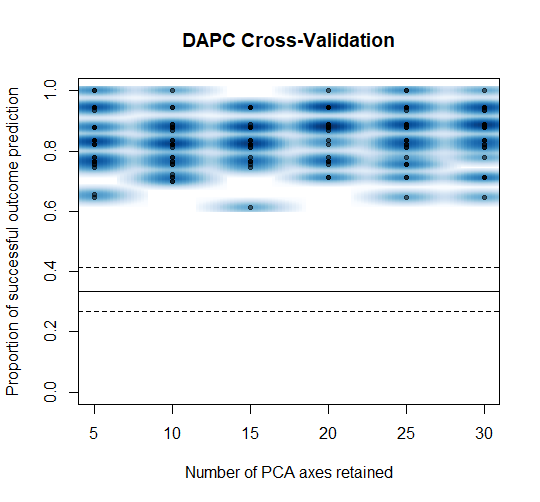 DAPC Cross-Validation
Proportion of successful outcome prediction
1.0
0.8
0.6
0.4
0.2
0.0
5 10 15 20 25 30
Number of PCA axes retained